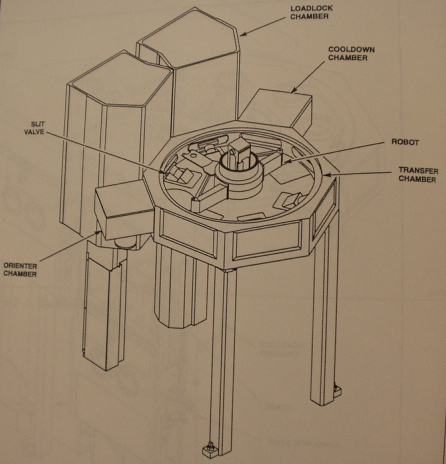 LOADLOCK
CHAMBER
COOLDOWN
CHAMBER
SLIT
VALVE
ROBOT
TRANSFER
CHAMBER
ORIENTER
CHAMBER